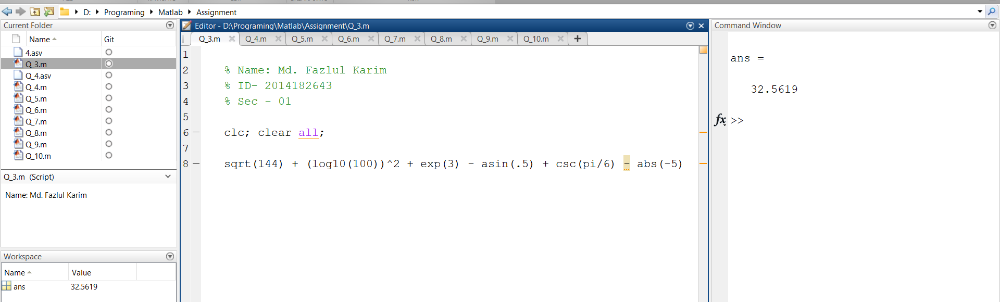 D: Programing Matlab Assignment
Current Folder
Name Git
4.asv
Q_3.m
Q_4.asv
Q_4.m
Q_5.m
Q_6.m
Q_7.m
Q_8.m
Q_9.m
Q_10.m
Q_3.m (Script)
Name: Md. Fazlul Karim
Workspace
Name Value
ans 32.5619
Editor - D:\Programing\Matlab\Assignment\Q_3.m
Q_3.m Q_4.m Q_5.m Q_6.m Q_7.m Q_8.m Q_9.m Q_10.m +
1
2 % Name: Md. Fazlul Karim
3 % ID- 2014182643
4 % Sec - 01
5
6 — clc; clear all;
7
8 — sqrt(144) + (log10(100))^2 + exp(3) - asin(.5) + csc(pi/6) - abs(-5)
Command Window
ans =
32.5619
fx >>